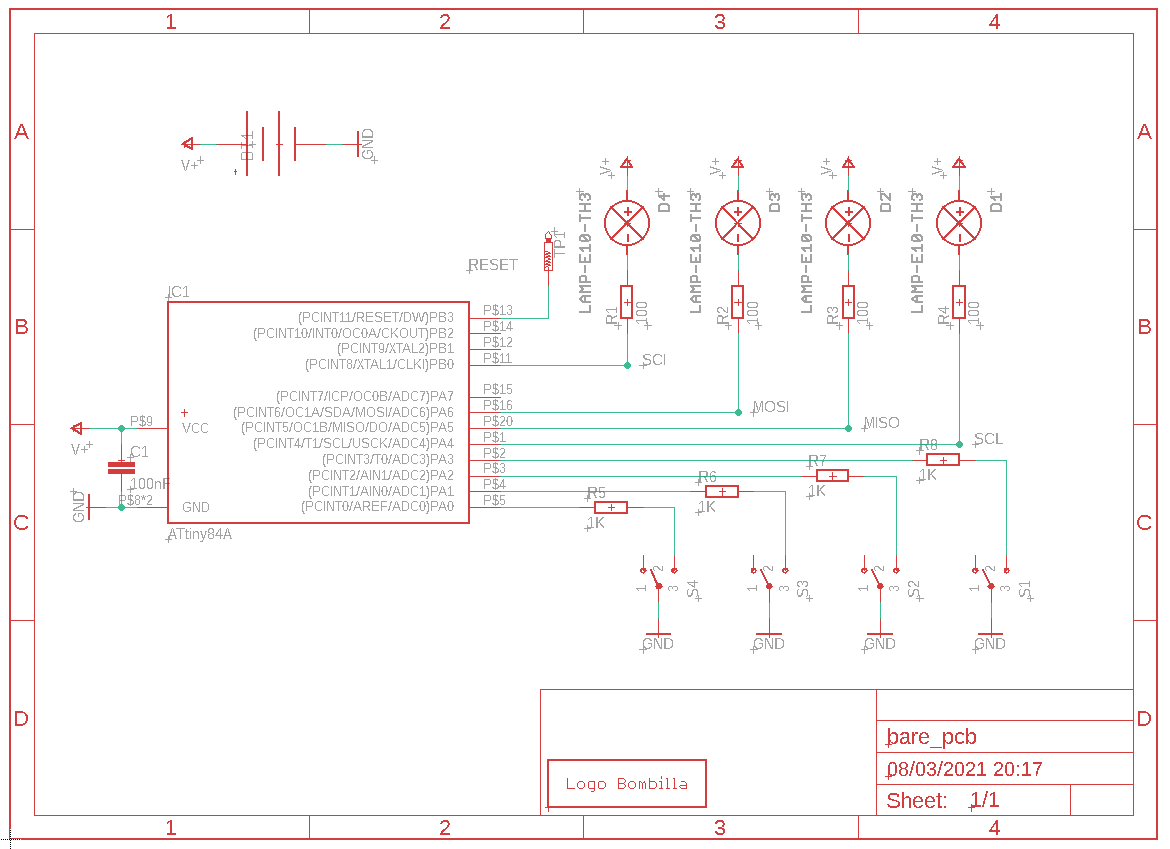 1 2 3 4
A A
BT1
V+ GND
V+ V+ V+ V+
LAMP-E10-TH3 D4 LAMP-E10-TH3 D3 LAMP-E10-TH3 D2 LAMP-E10-TH3 D1
TP1
RESET
IC1
B B
R1 100 R2 100 R3 100 R4 100
(PCINT11/RESET/DW)PB3 P$13
(PCINT10/INT0/OC0A/CKOUT)PB2 P$14
(PCINT9/XTAL2)PB1 P$12
(PCINT8/XTAL1/CLKI)PB0 P$11 SCI
(PCINT7/ICP/OC0B/ADC7)PA7 P$15
(PCINT6/OC1A/SDA/MOSI/ADC6)PA6 P$16 MOSI
P$9 VCC (PCINT5/OC1B/MISO/DO/ADC5)PA5 P$20 MISO
(PCINT4/T1/SCL/USCK/ADC4)PA4 P$1 SCL
V+ C1 (PCINT3/T0/ADC3)PA3 P$2 R8 1K
(PCINT2/AIN1/ADC2)PA2 P$3 R7 1K
100nF (PCINT1/AIN0/ADC1)PA1 P$4 R6 1K
GND P$8*2 GND (PCINT0/AREF/ADC0)PA0 P$5 R5 1K
C C
ATtiny84A
1 2 3 S4 1 2 3 S3 1 2 3 S2 1 2 3 S1
GND GND GND GND
D D
bare_pcb
08/03/2021 20:17
Logo Bombilla
Sheet: 1/1
1 2 3 4